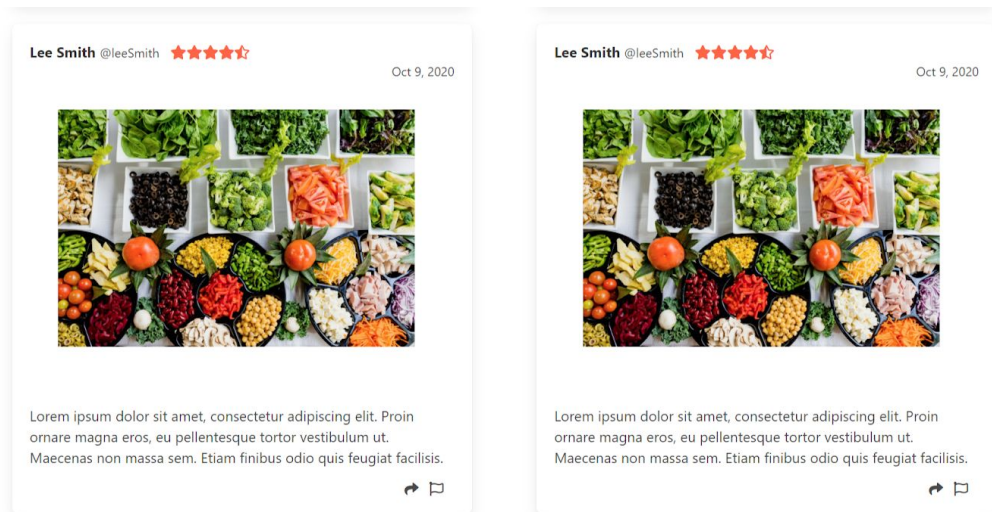 Lee Smith @leeSmith
Oct 9, 2020
Lorem ipsum dolor sit amet, consectetur adipiscing elit. Proin
ornare magna eros, eu pellentesque tortor vestibulum ut.
Maecenas non massa sem. Etiam finibus odio quis feugiat facilisis.
Lee Smith @leeSmith
Oct 9, 2020
Lorem ipsum dolor sit amet, consectetur adipiscing elit. Proin
ornare magna eros, eu pellentesque tortor vestibulum ut.
Maecenas non massa sem. Etiam finibus odio quis feugiat facilisis.